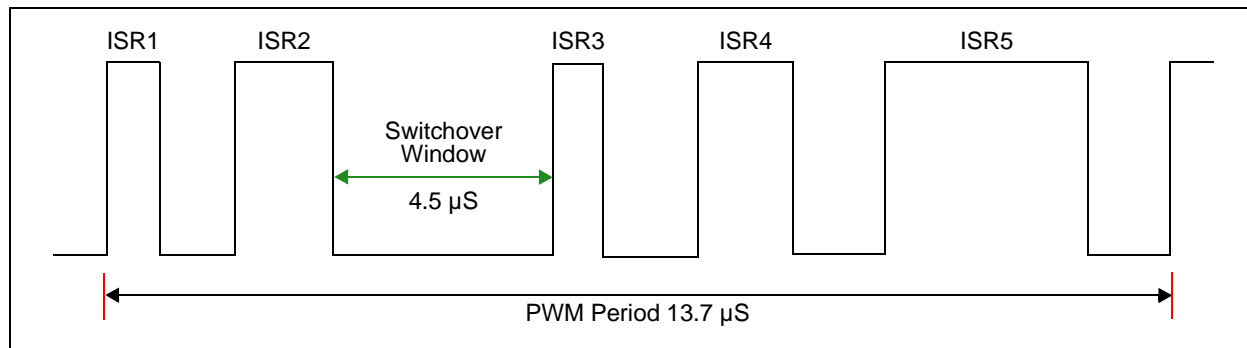 ISR1
ISR2
ISR3
ISR4
ISR5
Switchover
Window
4.5 µS
PWM Period 13.7 µS